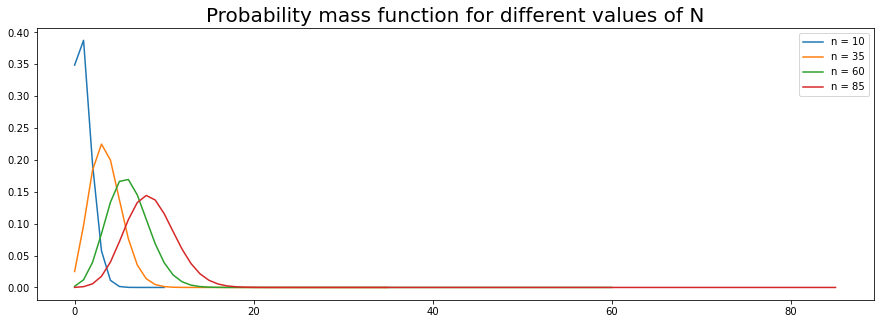 Probability mass function for different values of N
0.40
0.35
0.30
0.25
0.20
0.15
0.10
0.05
0.00
n = 10
n = 35
n = 60
n = 85
0
20
40
60
80